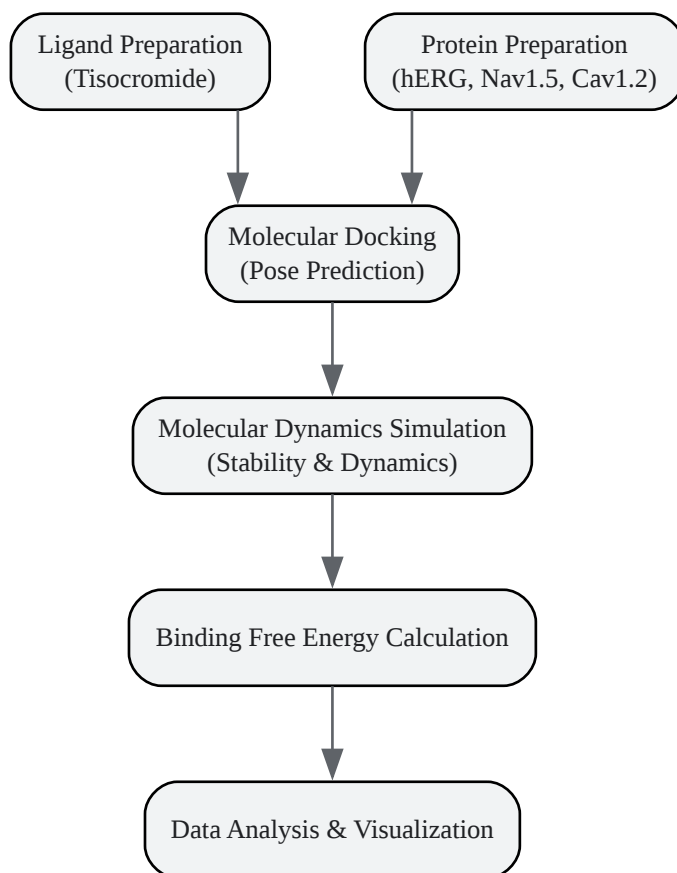 Ligand Preparation
(Tisocromide)
Protein Preparation
(hERG, Nav1.5, Cav1.2)
Molecular Docking
(Pose Prediction)
Molecular Dynamics Simulation
(Stability & Dynamics)
Binding Free Energy Calculation
Data Analysis & Visualization